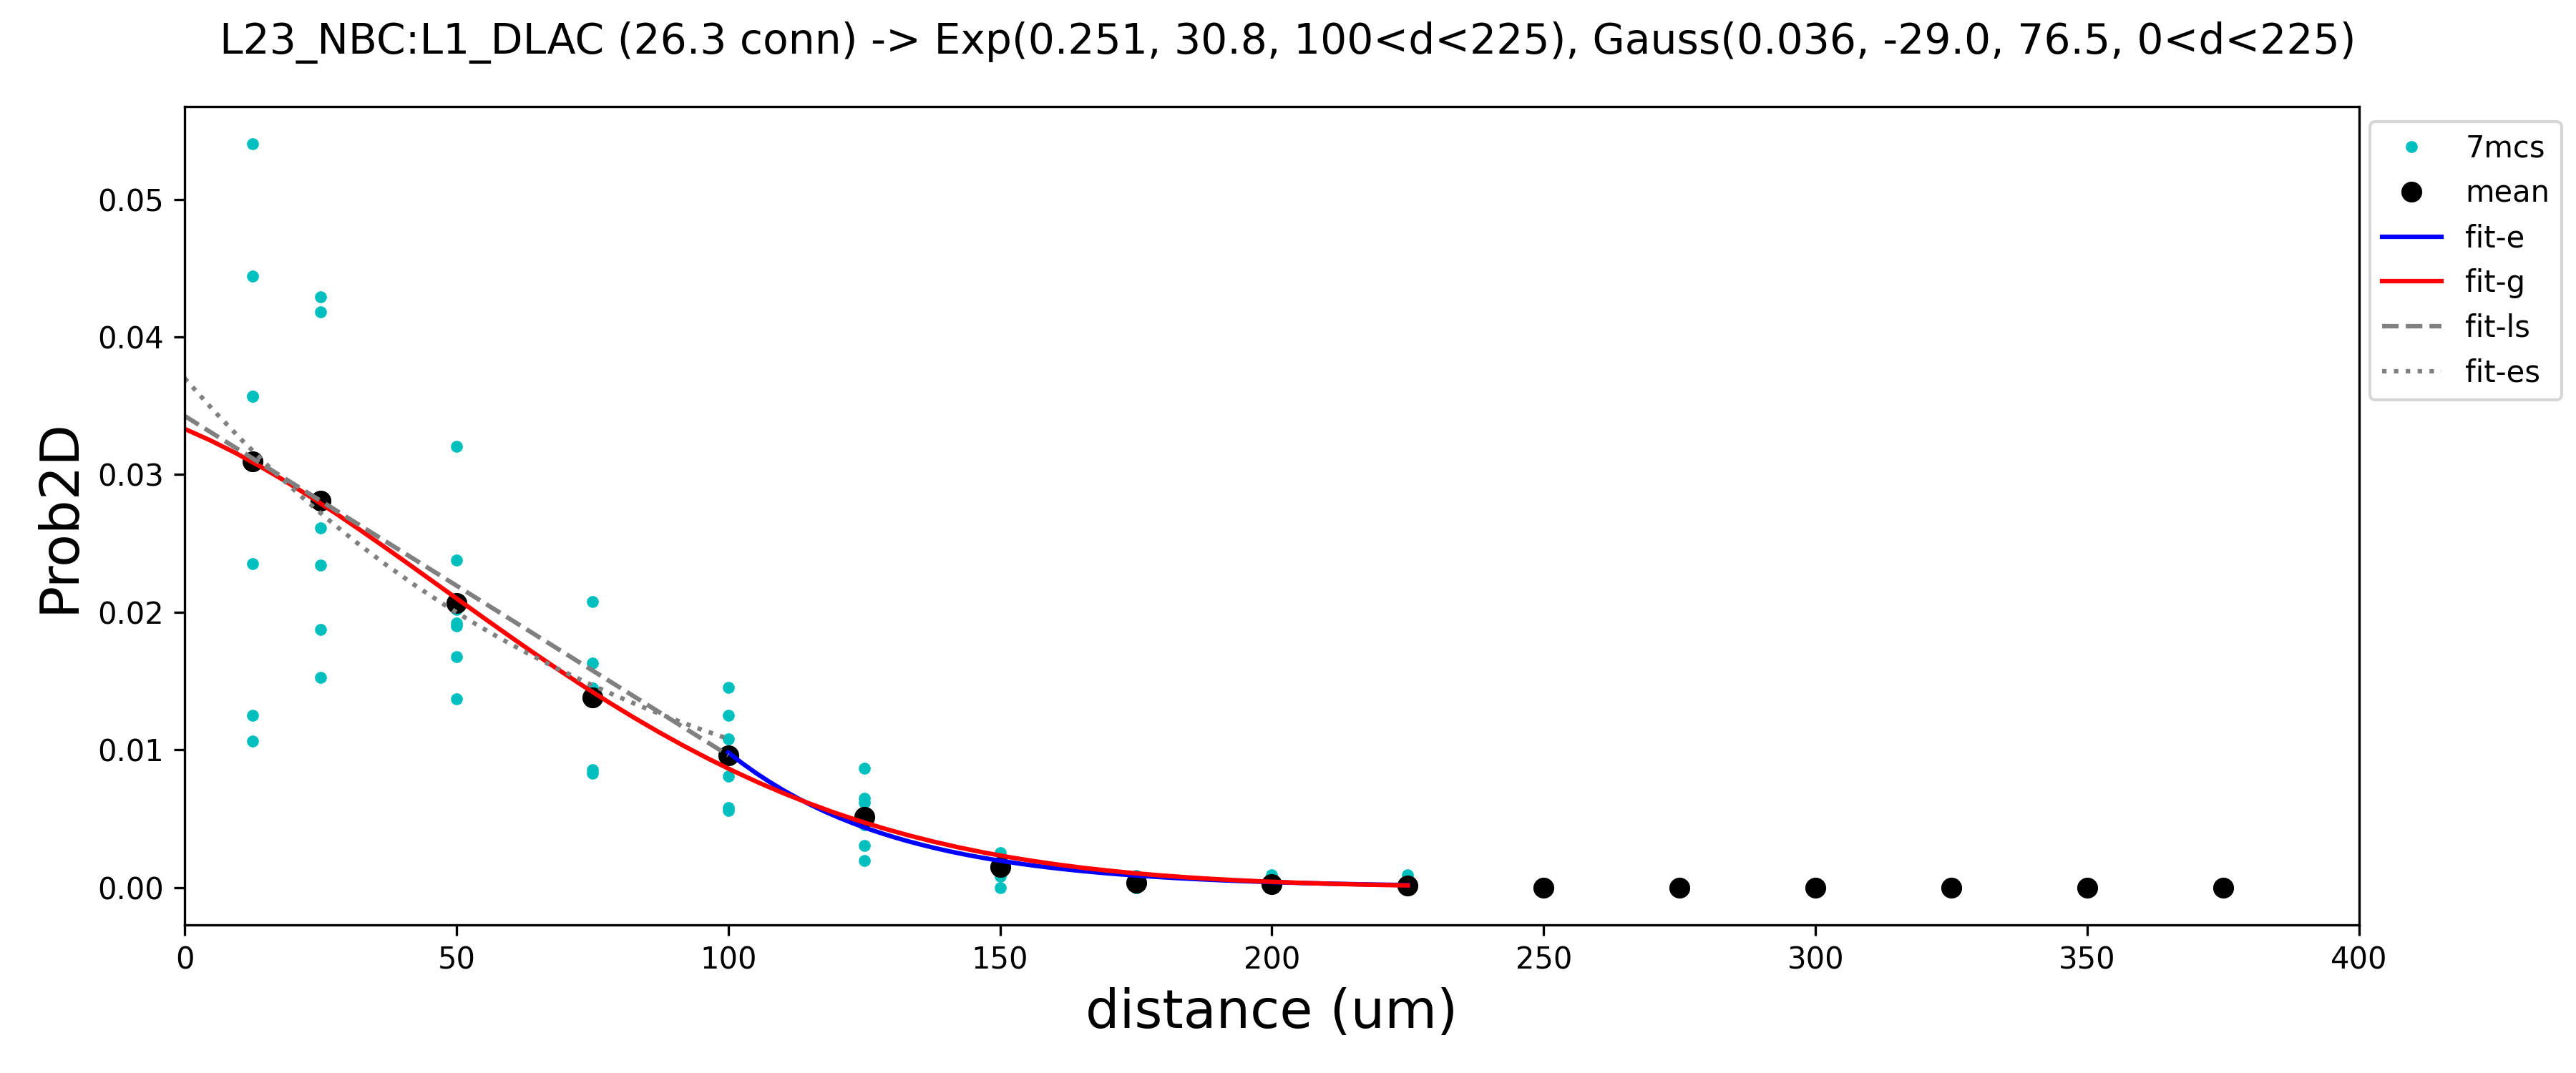 L23_NBC:L1_DLAC (26.3 conn) -> Exp(0.251, 30.8, 100<d<225), Gauss(0.036, -29.0, 76.5, 0<d<225)
7mcs
mean
fit-e
fit-g
fit-ls
fit-es
Prob2D
0.05
0.04
0.03
0.02
0.01
0.00
0 50 100 150 200 250 300 350 400
distance (um)